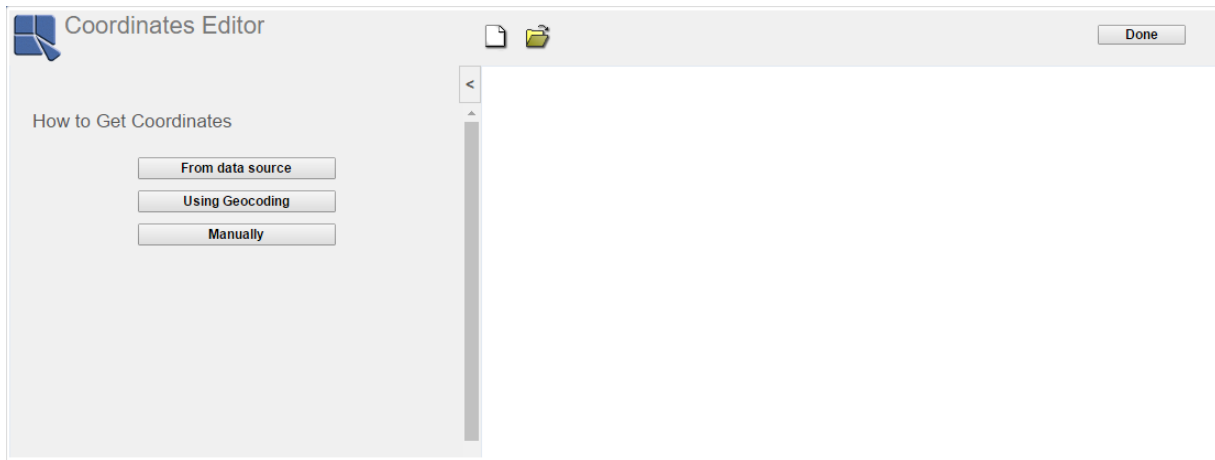 Coordinates Editor
Done
<
How to Get Coordinates
From data source
Using Geocoding
Manually